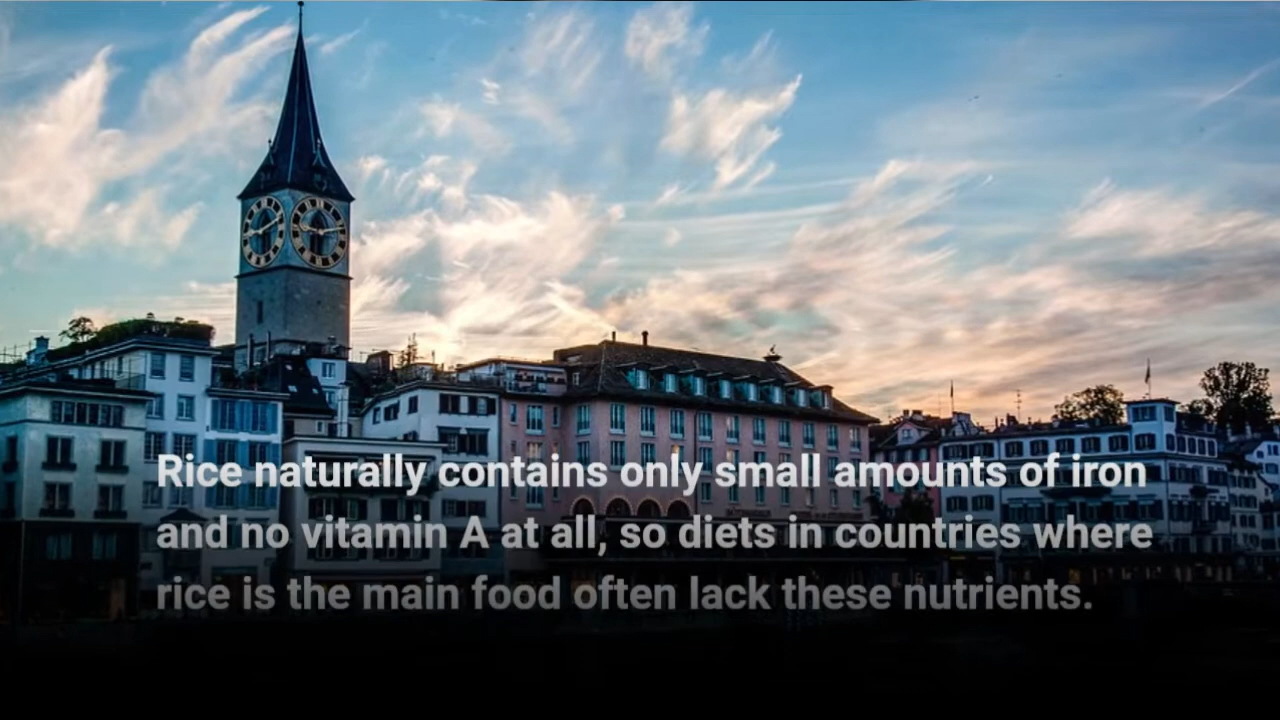 Rice naturally contains only small amounts of iron
and no vitamin A at all, so diets in countries where
rice is the main food often lack these nutrients.